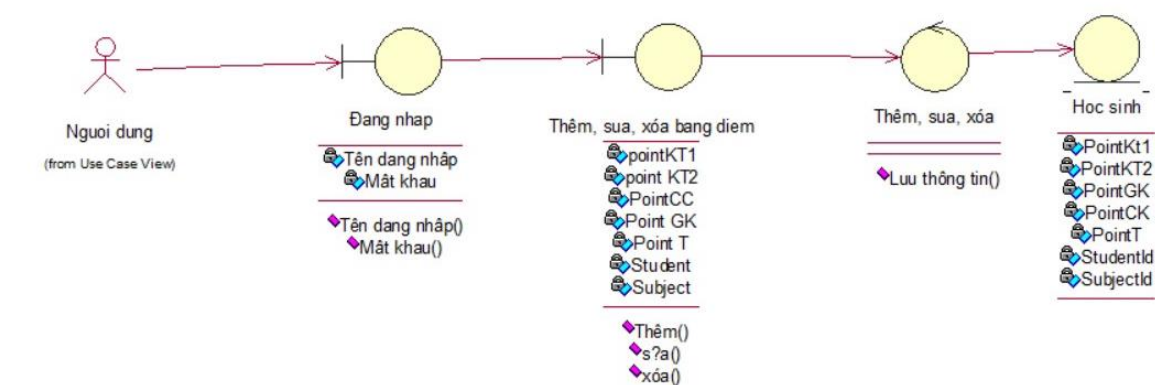 Nguoi dung
(from Use Case View)
Đang nhap
Tên dang nhâp
Mât khau
Tên dang nhâp()
Mât khau()
Thêm, sua, xóa bang diem
pointKT1
point KT2
PointCC
Point GK
Point T
Student
Subject
Thêm()
s?a()
xóa()
Thêm, sua, xóa
Luu thông tin()
Hoc sinh
PointKt1
PointKT2
PointGK
PointCK
PointT
StudentId
SubjectId